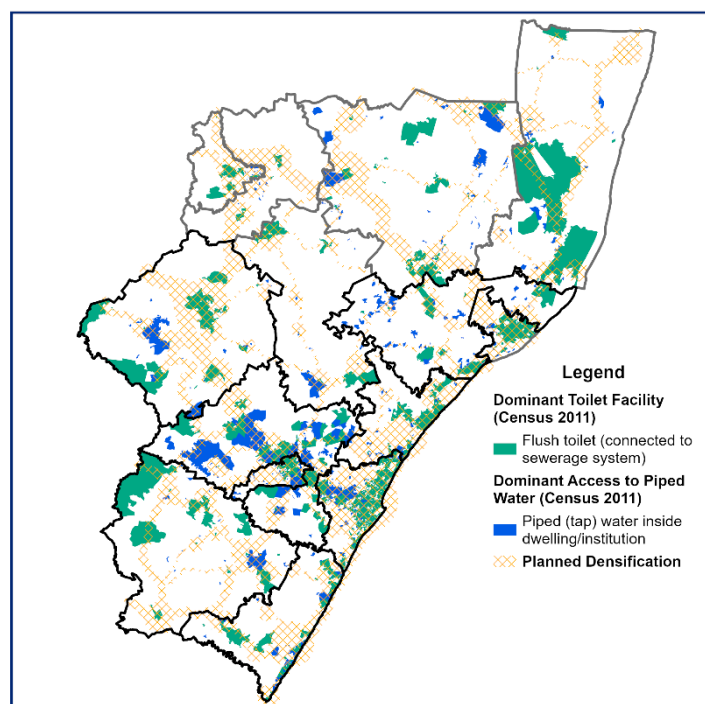 Legend
Dominant Toilet Facility
(Census 2011)
Flush toilet (connected to
sewerage system)
Dominant Access to Piped
Water (Census 2011)
Piped (tap) water inside
dwelling/institution
Planned Densification